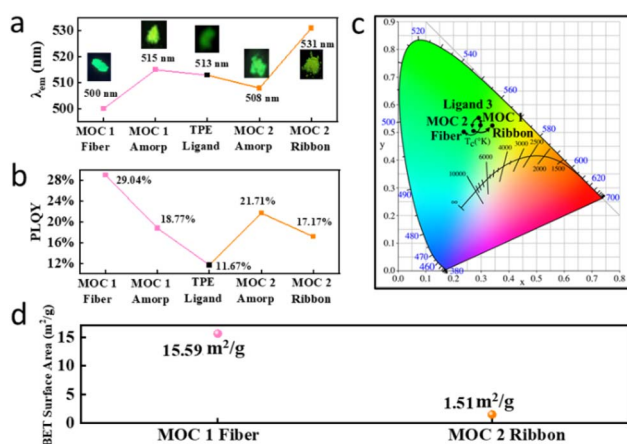 a
λem (nm)
530
520
510
500
500 nm
515 nm
513 nm
508 nm
531 nm
MOC 1 Fiber
MOC 1 Amorp
TPE Ligand
MOC 2 Amorp
MOC 2 Ribbon
b
PLQY
28%
24%
20%
16%
12%
29.04%
18.77%
11.67%
21.71%
17.17%
MOC 1 Fiber
MOC 1 Amorp
TPE Ligand
MOC 2 Amorp
MOC 2 Ribbon
c
0.9
0.8
0.7
0.6
0.5
0.4
0.3
0.2
0.1
0.0
y
0.0 0.1 0.2 0.3 0.4 0.5 0.6 0.7 0.8
x
520
540
560
580
600
620
700
500
490
480
470
460
380
Ligand 3
MOC 2 MOC 1
Fiber Ribbon
Tc(°K)
10000
6000
4000
3000
2500
2000
1500
∞
d
BET Surface Area (m²/g)
15
10
5
0
15.59 m²/g
1.51 m²/g
MOC 1 Fiber
MOC 2 Ribbon